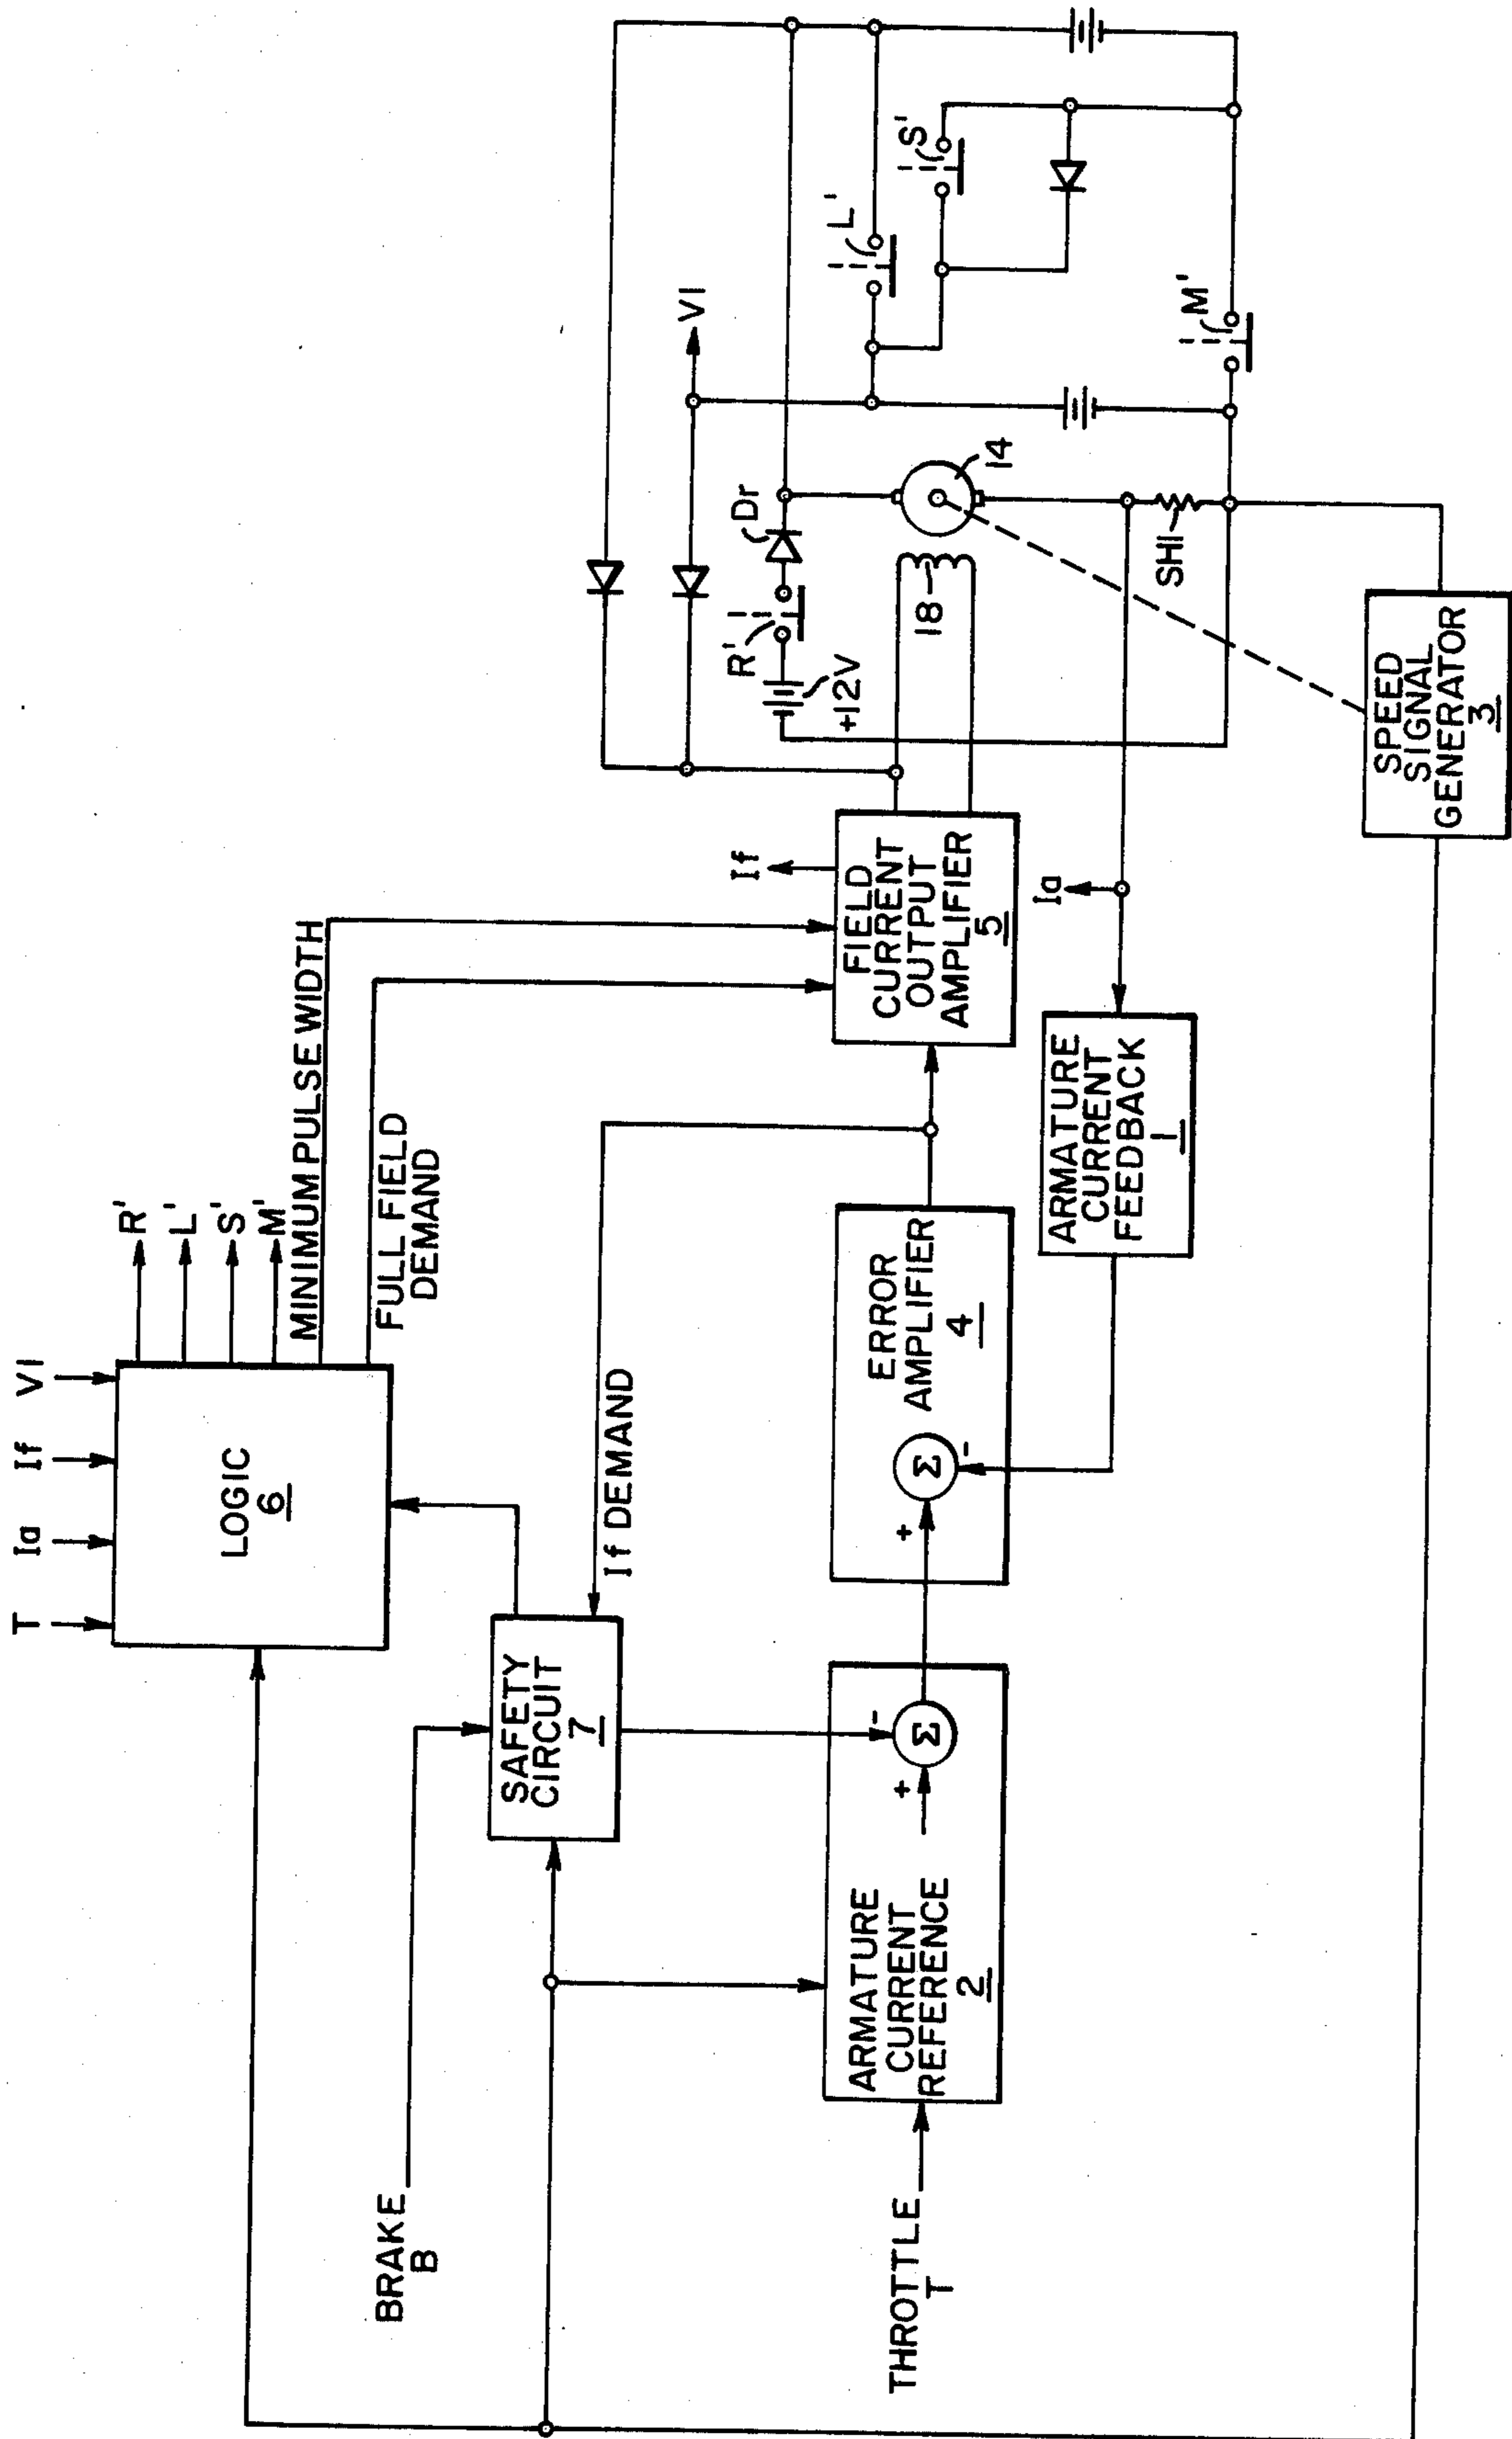 T
Ia
If
VI
LOGIC
6
R'
L'
S'
M'
MINIMUM PULSE WIDTH
FULL FIELD
DEMAND
BRAKE
B
SAFETY
CIRCUIT
7
If DEMAND
THROTTLE
T
ARMATURE
CURRENT
REFERENCE
2
+
-
Σ
+
-
Σ
ERROR
AMPLIFIER
4
ARMATURE
CURRENT
FEEDBACK
1
Ia
If
FIELD
CURRENT
OUTPUT
AMPLIFIER
5
SPEED
SIGNAL
GENERATOR
3
+12V
R'
Dr
18
14
SH1
VI
L'
S'
M'